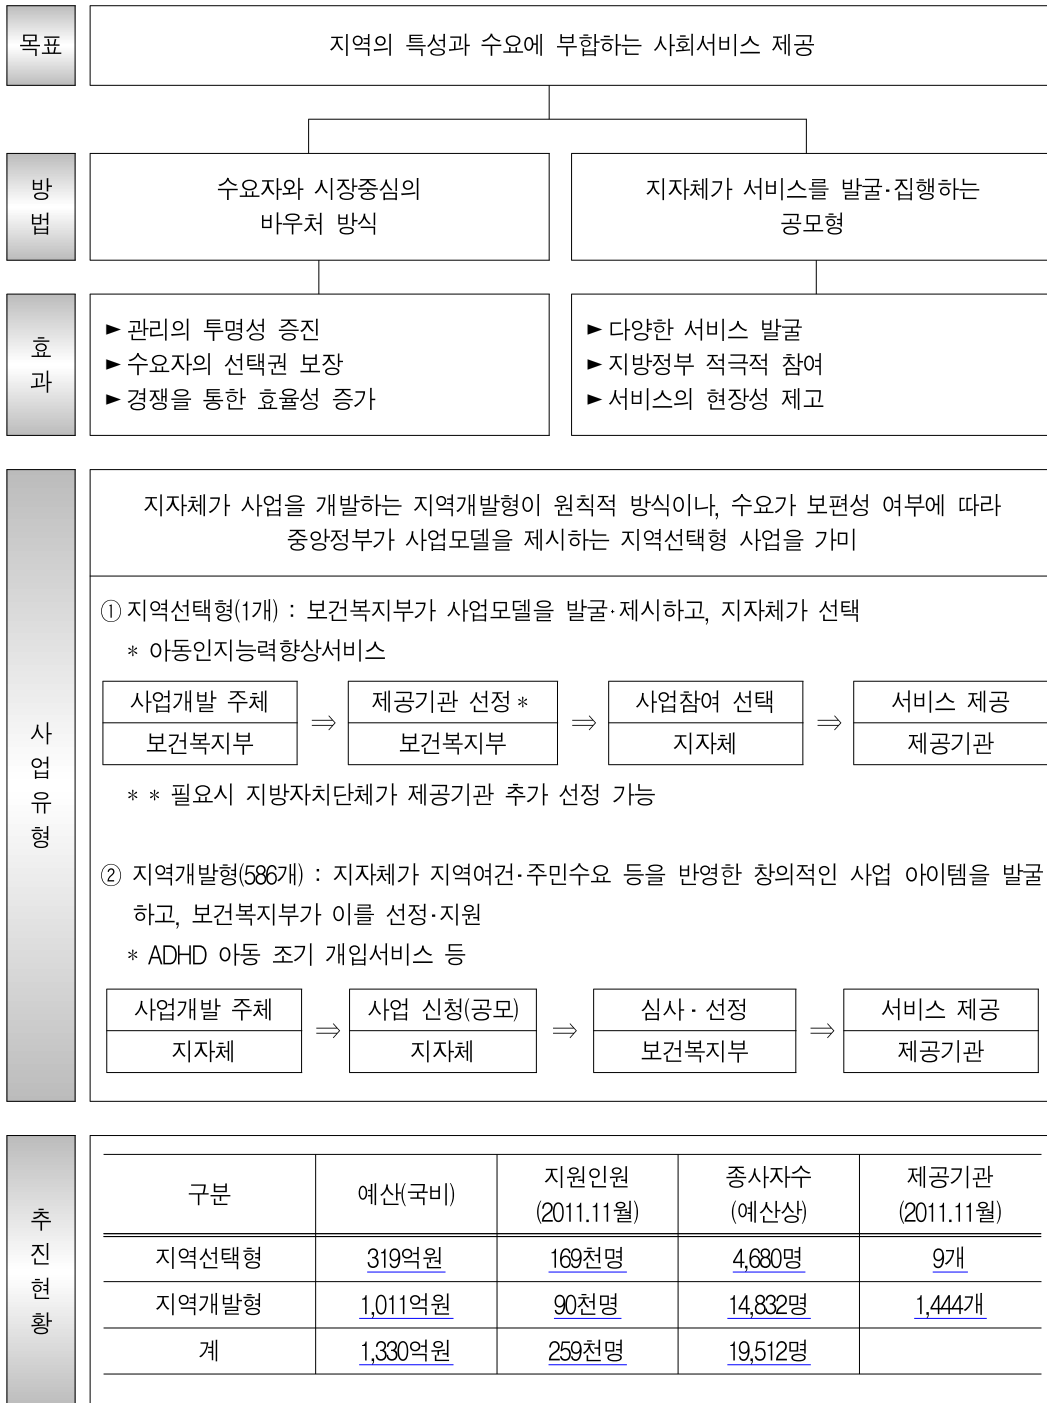 목표
지역의 특성과 수요에 부합하는 사회서비스 제공
방법
수요자와 시장중심의
바우처 방식
지자체가 서비스를 발굴·집행하는
공모형
효과
►관리의 투명성 증진
►수요자의 선택권 보장
►경쟁을 통한 효율성 증가
►다양한 서비스 발굴
►지방정부 적극적 참여
►서비스의 현장성 제고
사업유형
지자체가 사업을 개발하는 지역개발형이 원칙적 방식이나, 수요가 보편성 여부에 따라
중앙정부가 사업모델을 제시하는 지역선택형 사업을 가미
① 지역선택형(1개) : 보건복지부가 사업모델을 발굴·제시하고, 지자체가 선택
* 아동인지능력향상서비스
사업개발 주체 ⇒ 제공기관 선정* ⇒ 사업참여 선택 ⇒ 서비스 제공
보건복지부 보건복지부 지자체 제공기관
* * 필요시 지방자치단체가 제공기관 추가 선정 가능
② 지역개발형(586개) : 지자체가 지역여건·주민수요 등을 반영한 창의적인 사업 아이템을 발굴
하고, 보건복지부가 이를 선정·지원
* ADHD 아동 조기 개입서비스 등
사업개발 주체 ⇒ 사업 신청(공모) ⇒ 심사·선정 ⇒ 서비스 제공
지자체 지자체 보건복지부 제공기관
추진현황
구분 예산(국비) 지원인원 (2011.11월) 종사자수 (예산상) 제공기관 (2011.11월)
지역선택형 319억원 169천명 4,680명 9개
지역개발형 1,011억원 90천명 14,832명 1,444개
계 1,330억원 259천명 19,512명